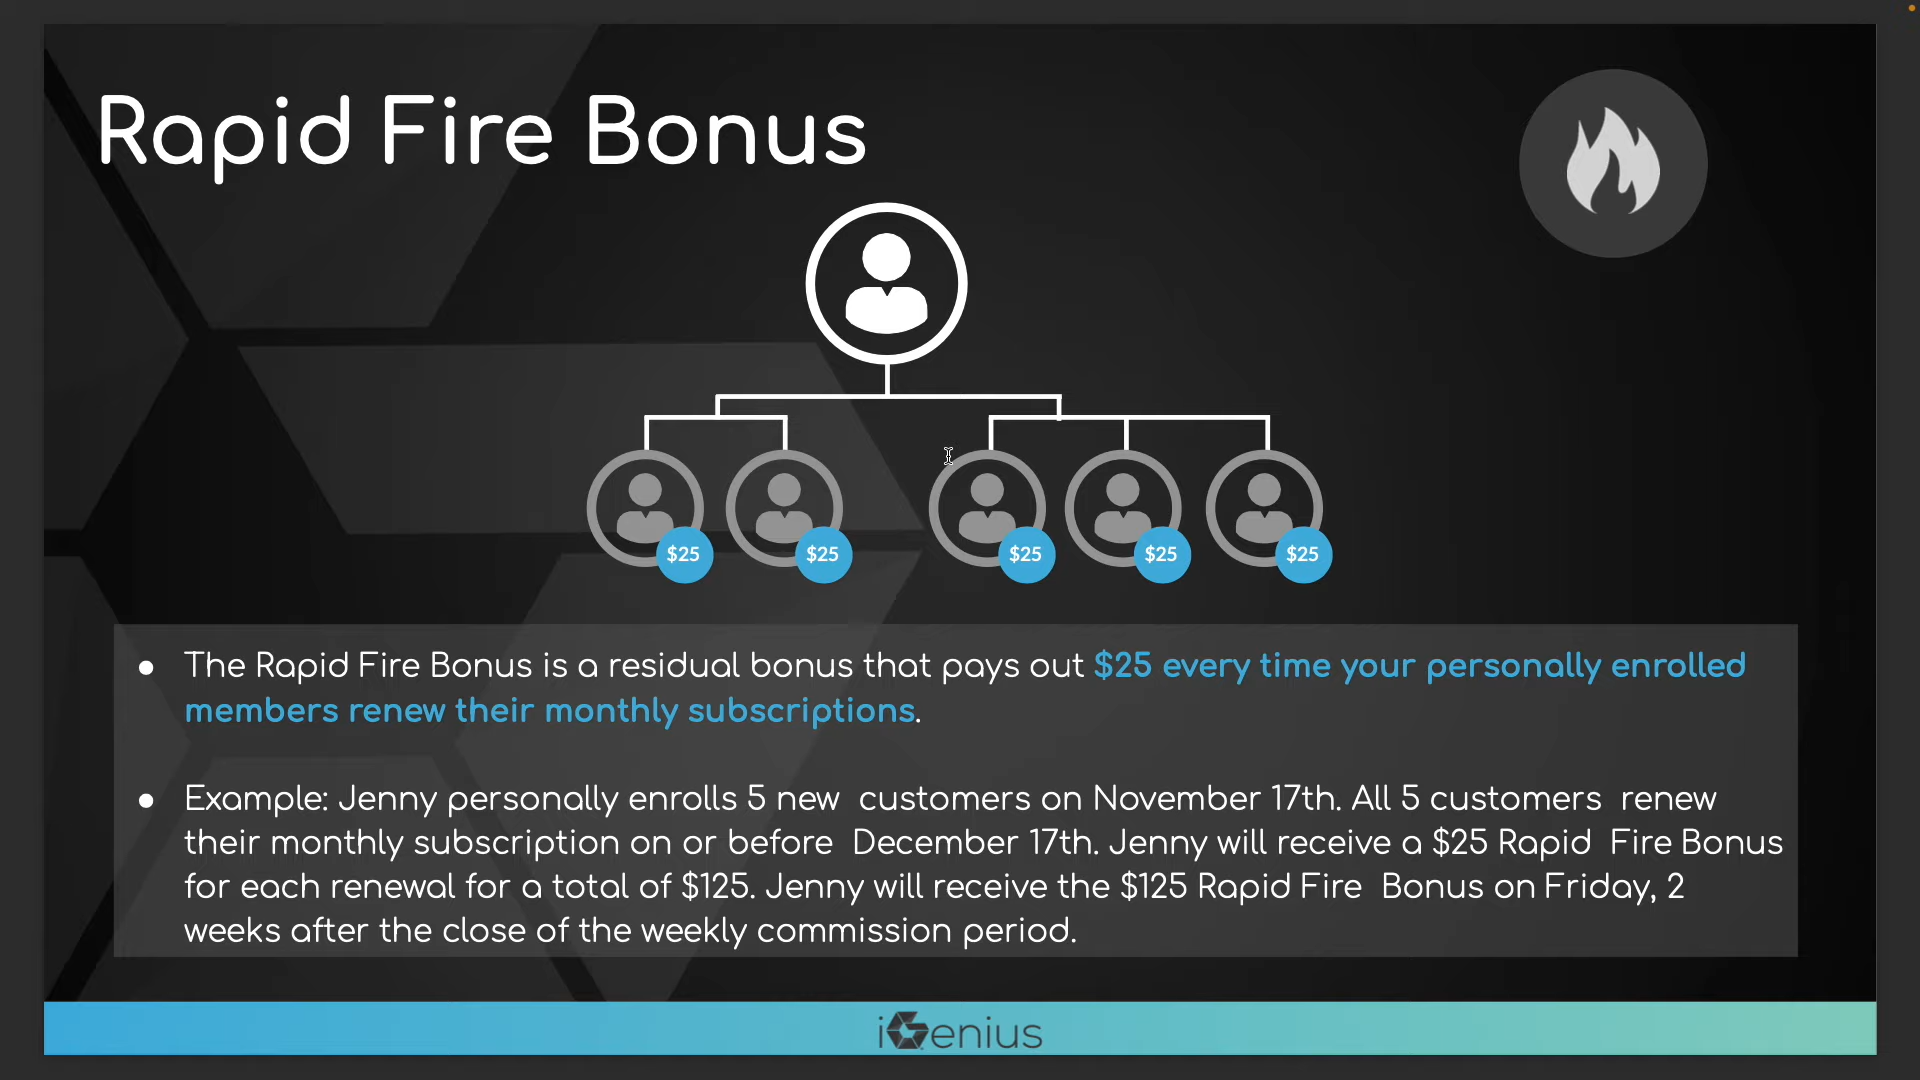 Rapid Fire Bonus
$25 $25 $25 $25 $25
● The Rapid Fire Bonus is a residual bonus that pays out $25 every time your personally enrolled
members renew their monthly subscriptions.
● Example: Jenny personally enrolls 5 new  customers on November 17th. All 5 customers  renew
their monthly subscription on or before  December 17th. Jenny will receive a $25 Rapid  Fire Bonus
for each renewal for a total of $125. Jenny will receive the $125 Rapid Fire  Bonus on Friday, 2
weeks after the close of the weekly commission period.
iGenius